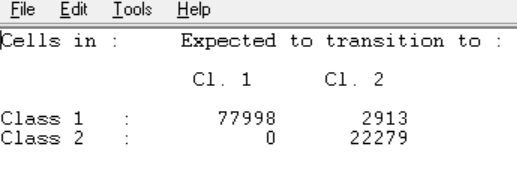 File Edit Tools Help
Cells in : Expected to transition to :
Cl. 1 Cl. 2
Class 1 : 77998 2913
Class 2 : 0 22279